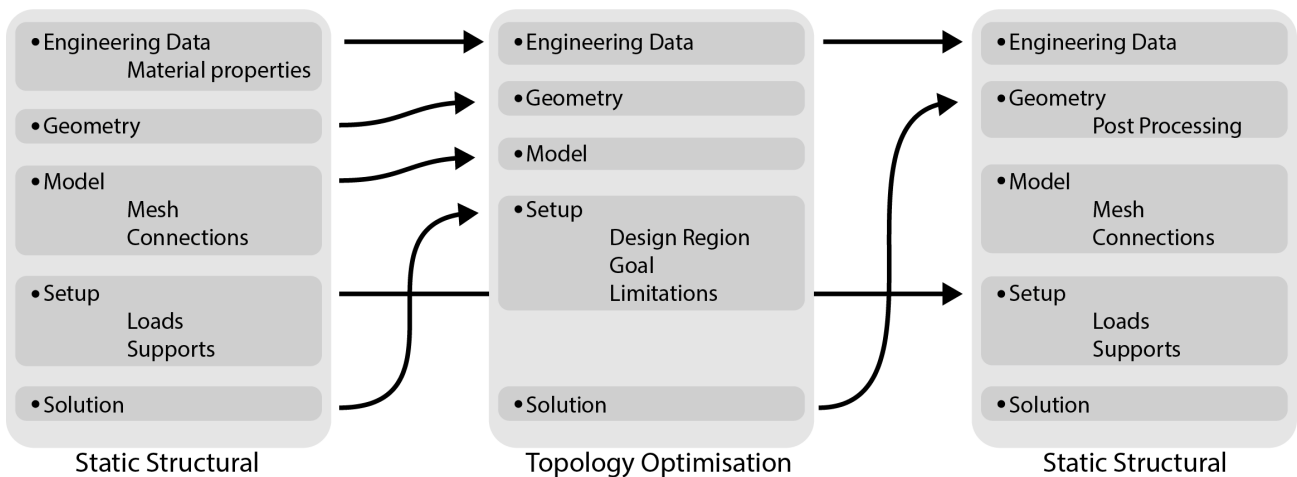 •Engineering Data
Material properties
•Geometry
•Model
Mesh
Connections
•Setup
Loads
Supports
•Solution
Static Structural
•Engineering Data
•Geometry
•Model
•Setup
Design Region
Goal
Limitations
•Solution
Topology Optimisation
•Engineering Data
•Geometry
Post Processing
•Model
Mesh
Connections
•Setup
Loads
Supports
•Solution
Static Structural